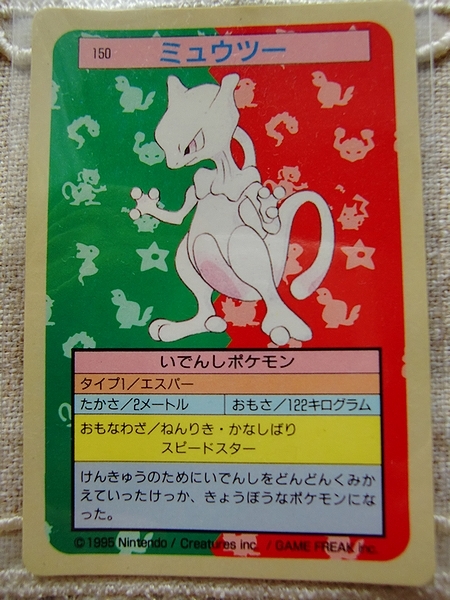 150 ミュウツー
いでんしポケモン
タイプ1/エスパー
たかさ/2メートル おもさ/122キログラム
おもなわざ/ねんりき・かなしばり
スピードスター
けんきゅうのためにいでんしをどんどんくみか
えていったけっか、きょうぼうなポケモンにな
った。
©1995 Nintendo / Creatures inc. / GAME FREAK inc.